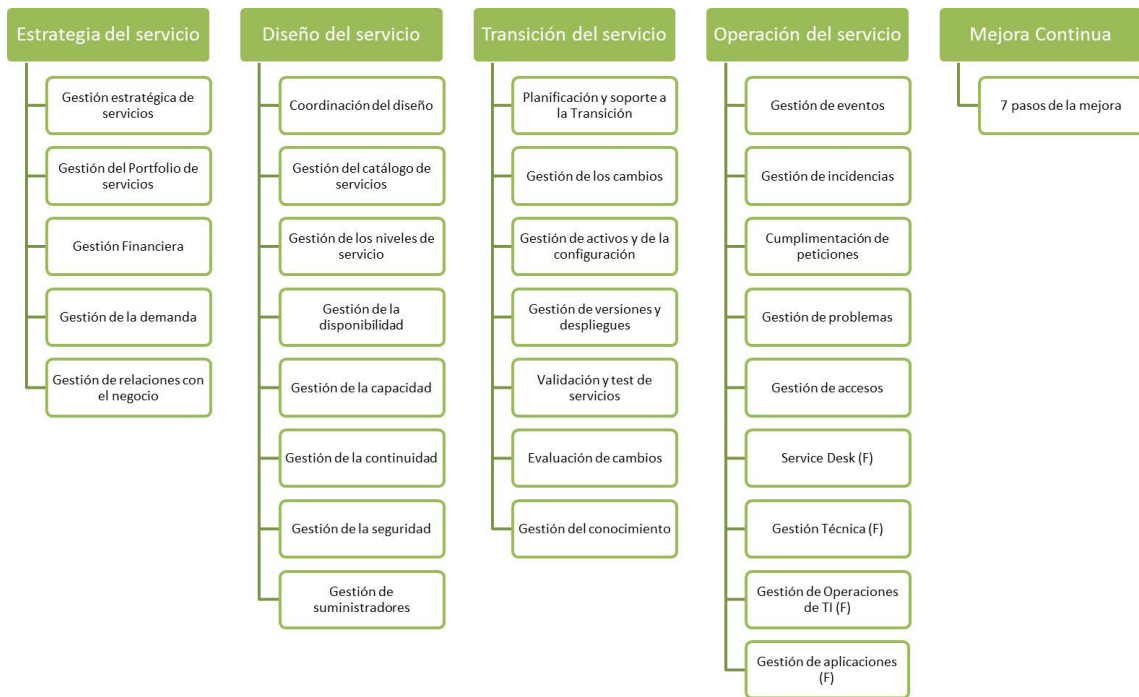 Estrategia del servicio
Gestión estratégica de
servicios
Gestión del Portfolio de
servicios
Gestión Financiera
Gestión de la demanda
Gestión de relaciones con
el negocio
Diseño del servicio
Coordinación del diseño
Gestión del catálogo de
servicios
Gestión de los niveles de
servicio
Gestión de la
disponibilidad
Gestión de la capacidad
Gestión de la continuidad
Gestión de la seguridad
Gestión de
suministradores
Transición del servicio
Planificación y soporte a
la Transición
Gestión de los cambios
Gestión de activos y de la
configuración
Gestión de versiones y
despliegues
Validación y test de
servicios
Evaluación de cambios
Gestión del conocimiento
Operación del servicio
Gestión de eventos
Gestión de incidencias
Cumplimentación de
peticiones
Gestión de problemas
Gestión de accesos
Service Desk (F)
Gestión Técnica (F)
Gestión de Operaciones
de TI (F)
Gestión de aplicaciones
(F)
Mejora Continua
7 pasos de la mejora